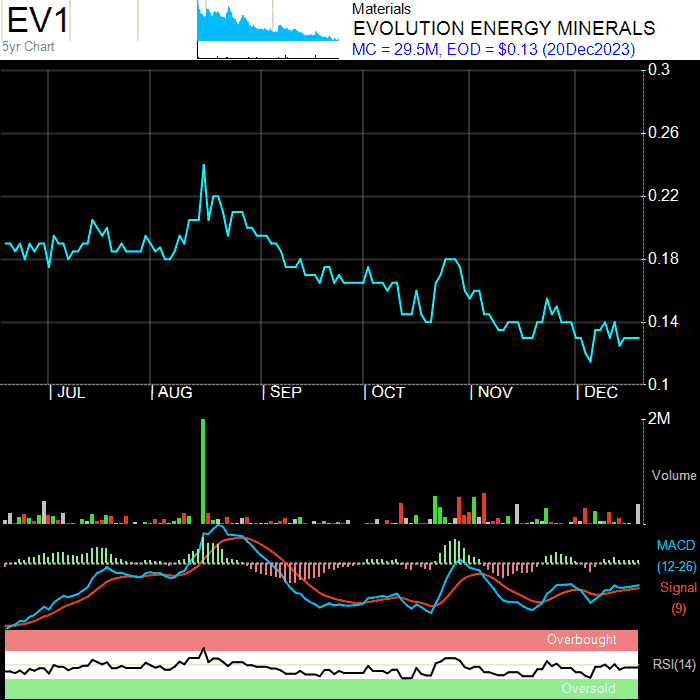 EV1
5yr Chart
Materials
EVOLUTION ENERGY MINERALS
MC = 29.5M, EOD = $0.13 (20Dec2023)
0.3
0.26
0.22
0.18
0.14
0.1
JUL AUG SEP OCT NOV DEC
2M
Volume
MACD
(12-26)
Signal
(9)
Overbought
RSI(14)
Oversold